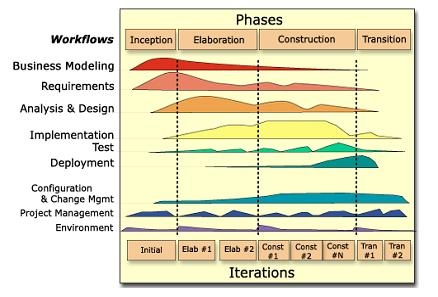 Phases
Workflows
Inception
Elaboration
Construction
Transition
Business Modeling
Requirements
Analysis & Design
Implementation
Test
Deployment
Configuration
& Change Mgmt
Project Management
Environment
Initial
Elab #1
Elab #2
Const
#1
Const
#2
Const
#N
Tran
#1
Tran
#2
Iterations